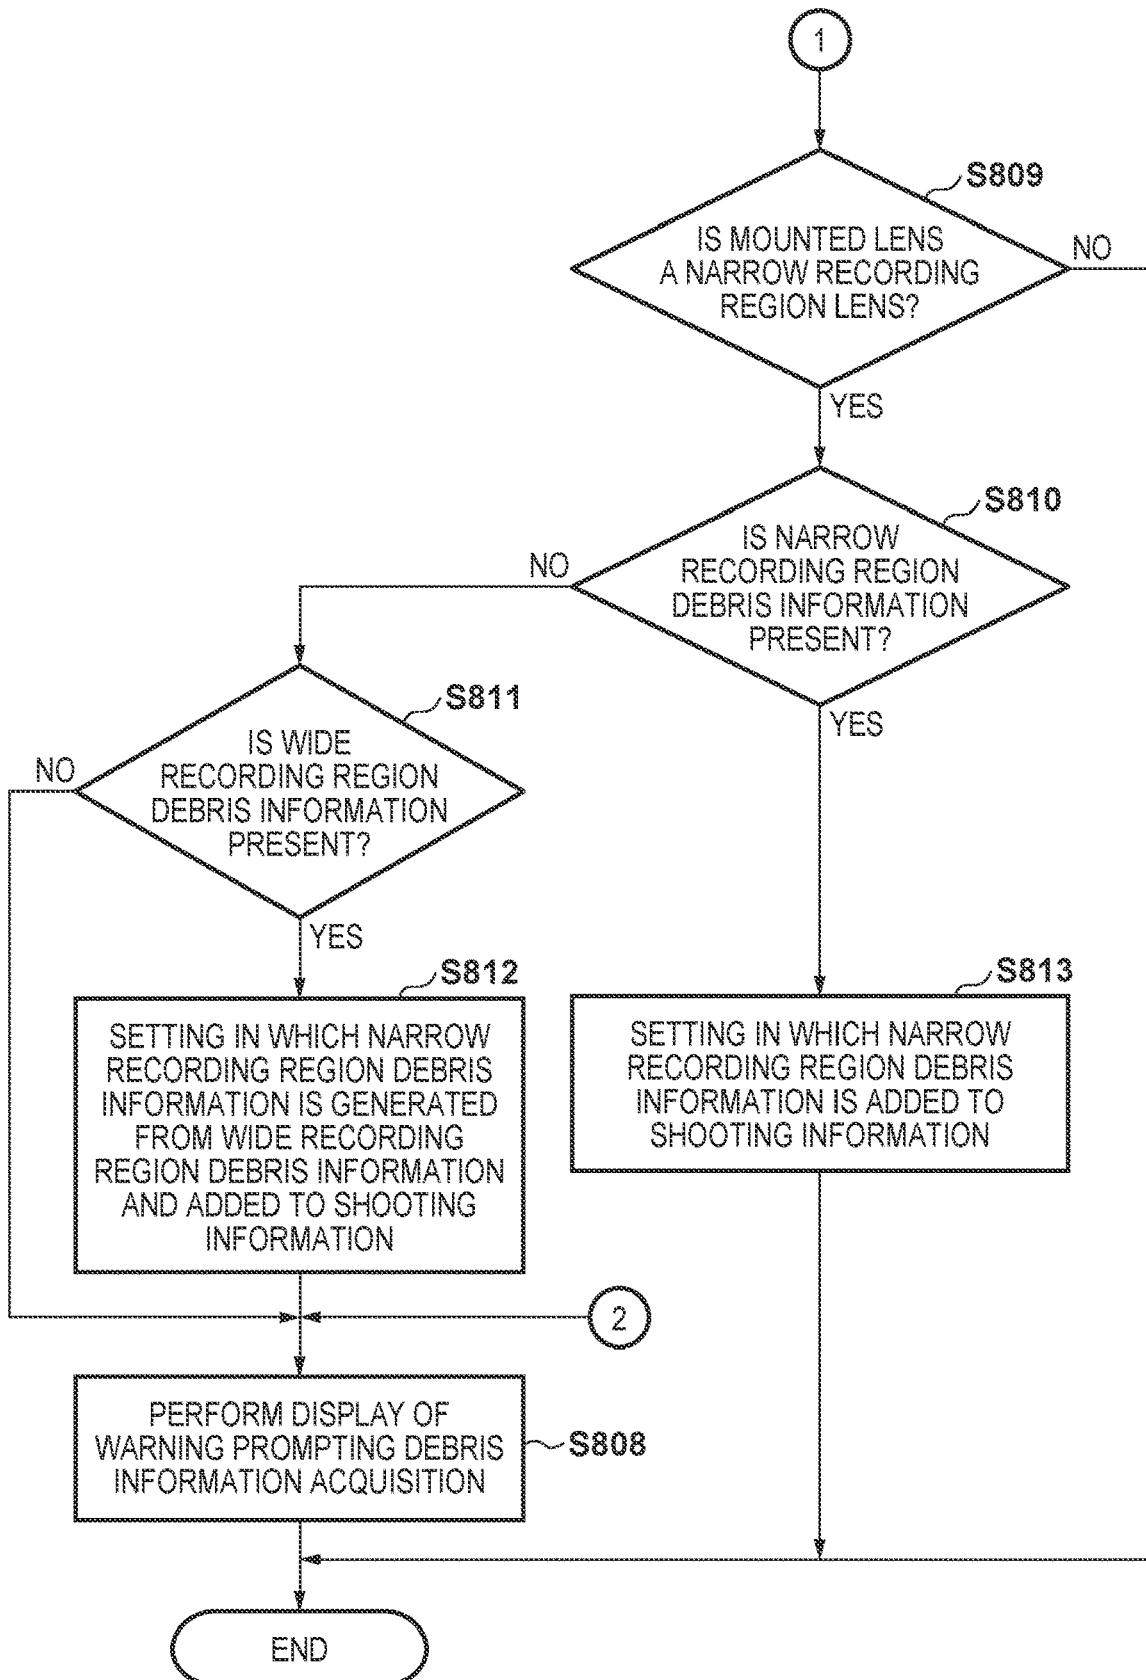 1
S809
IS MOUNTED LENS
A NARROW RECORDING
REGION LENS?
NO
YES
S810
IS NARROW
RECORDING REGION
DEBRIS INFORMATION
PRESENT?
NO
YES
S811
IS WIDE
RECORDING REGION
DEBRIS INFORMATION
PRESENT?
NO
YES
S812
SETTING IN WHICH NARROW
RECORDING REGION DEBRIS
INFORMATION IS GENERATED
FROM WIDE RECORDING
REGION DEBRIS INFORMATION
AND ADDED TO SHOOTING
INFORMATION
S813
SETTING IN WHICH NARROW
RECORDING REGION DEBRIS
INFORMATION IS ADDED TO
SHOOTING INFORMATION
2
PERFORM DISPLAY OF
WARNING PROMPTING DEBRIS
INFORMATION ACQUISITION
S808
END